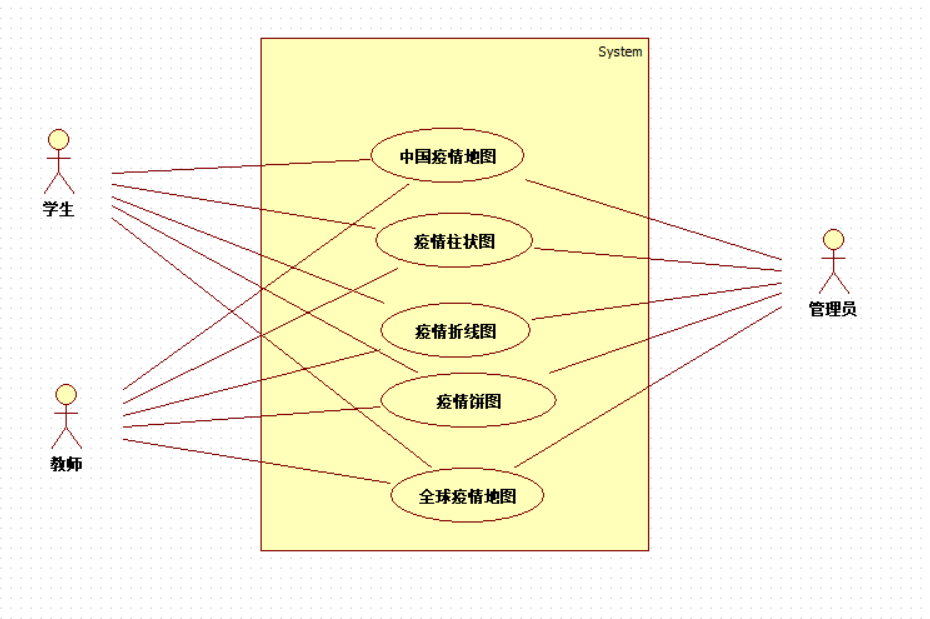 System
中国疫情地图
学生
疫情柱状图
管理员
疫情折线图
疫情饼图
教师
全球疫情地图